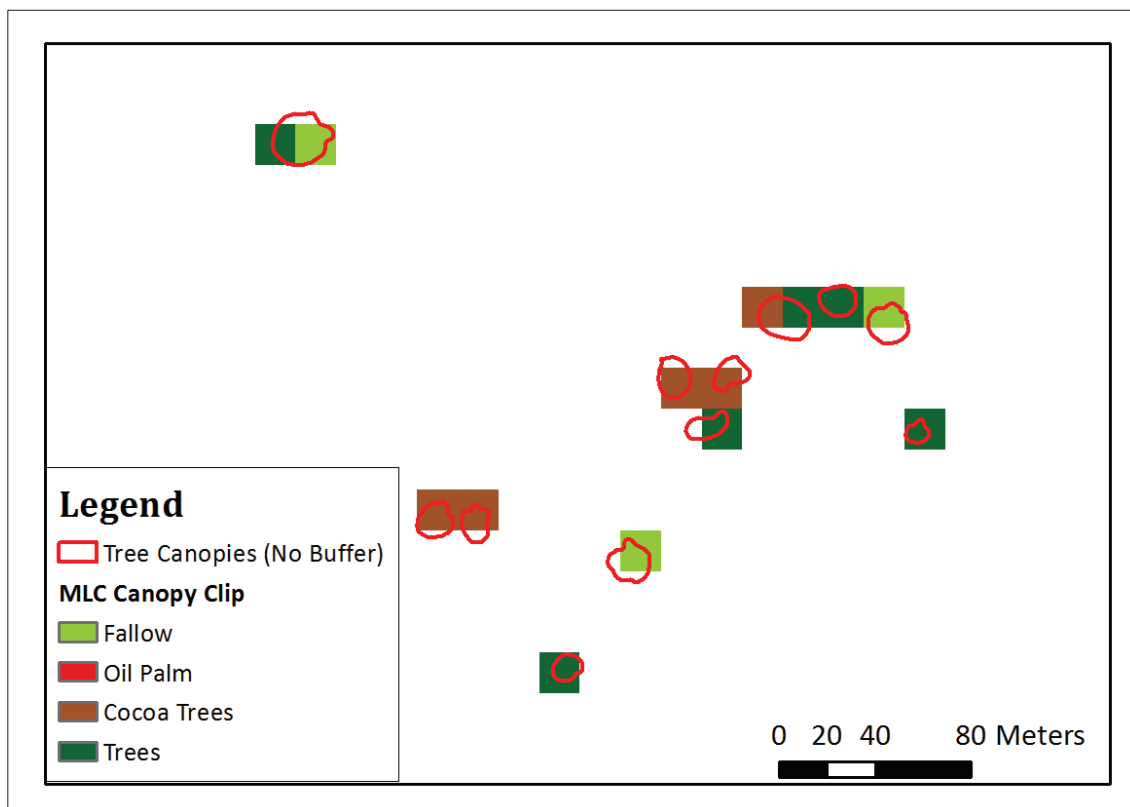 Legend
Tree Canopies (No Buffer)
MLC Canopy Clip
Fallow
Oil Palm
Cocoa Trees
Trees
0 20 40 80 Meters